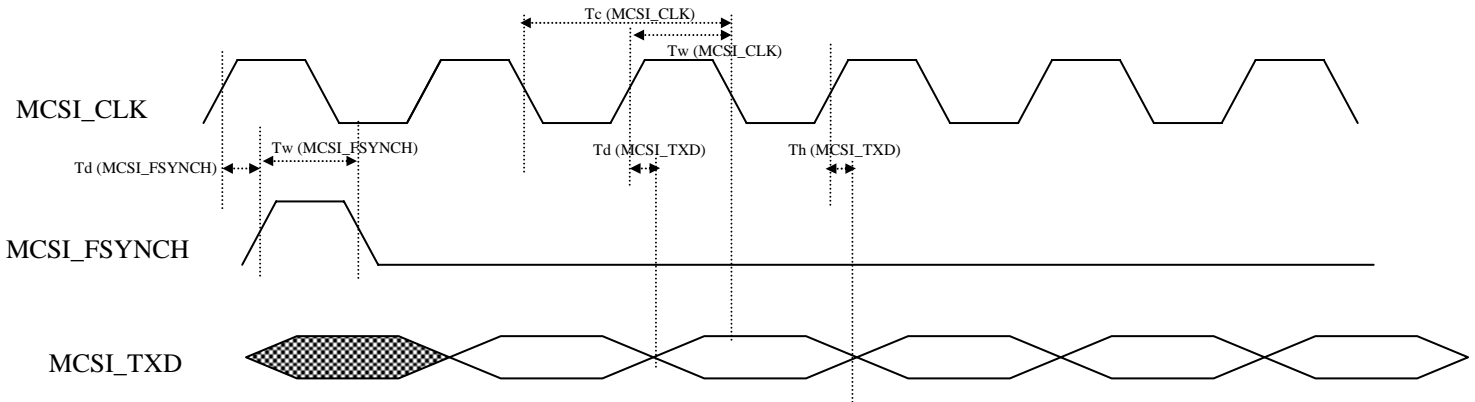 Tc (MCSI_CLK)
Tw (MCSI_CLK)
MCSI_CLK
Tw (MCSI_FSYNCH)
Td (MCSI_TXD)
Th (MCSI_TXD)
Td (MCSI_FSYNCH)
MCSI_FSYNCH
MCSI_TXD